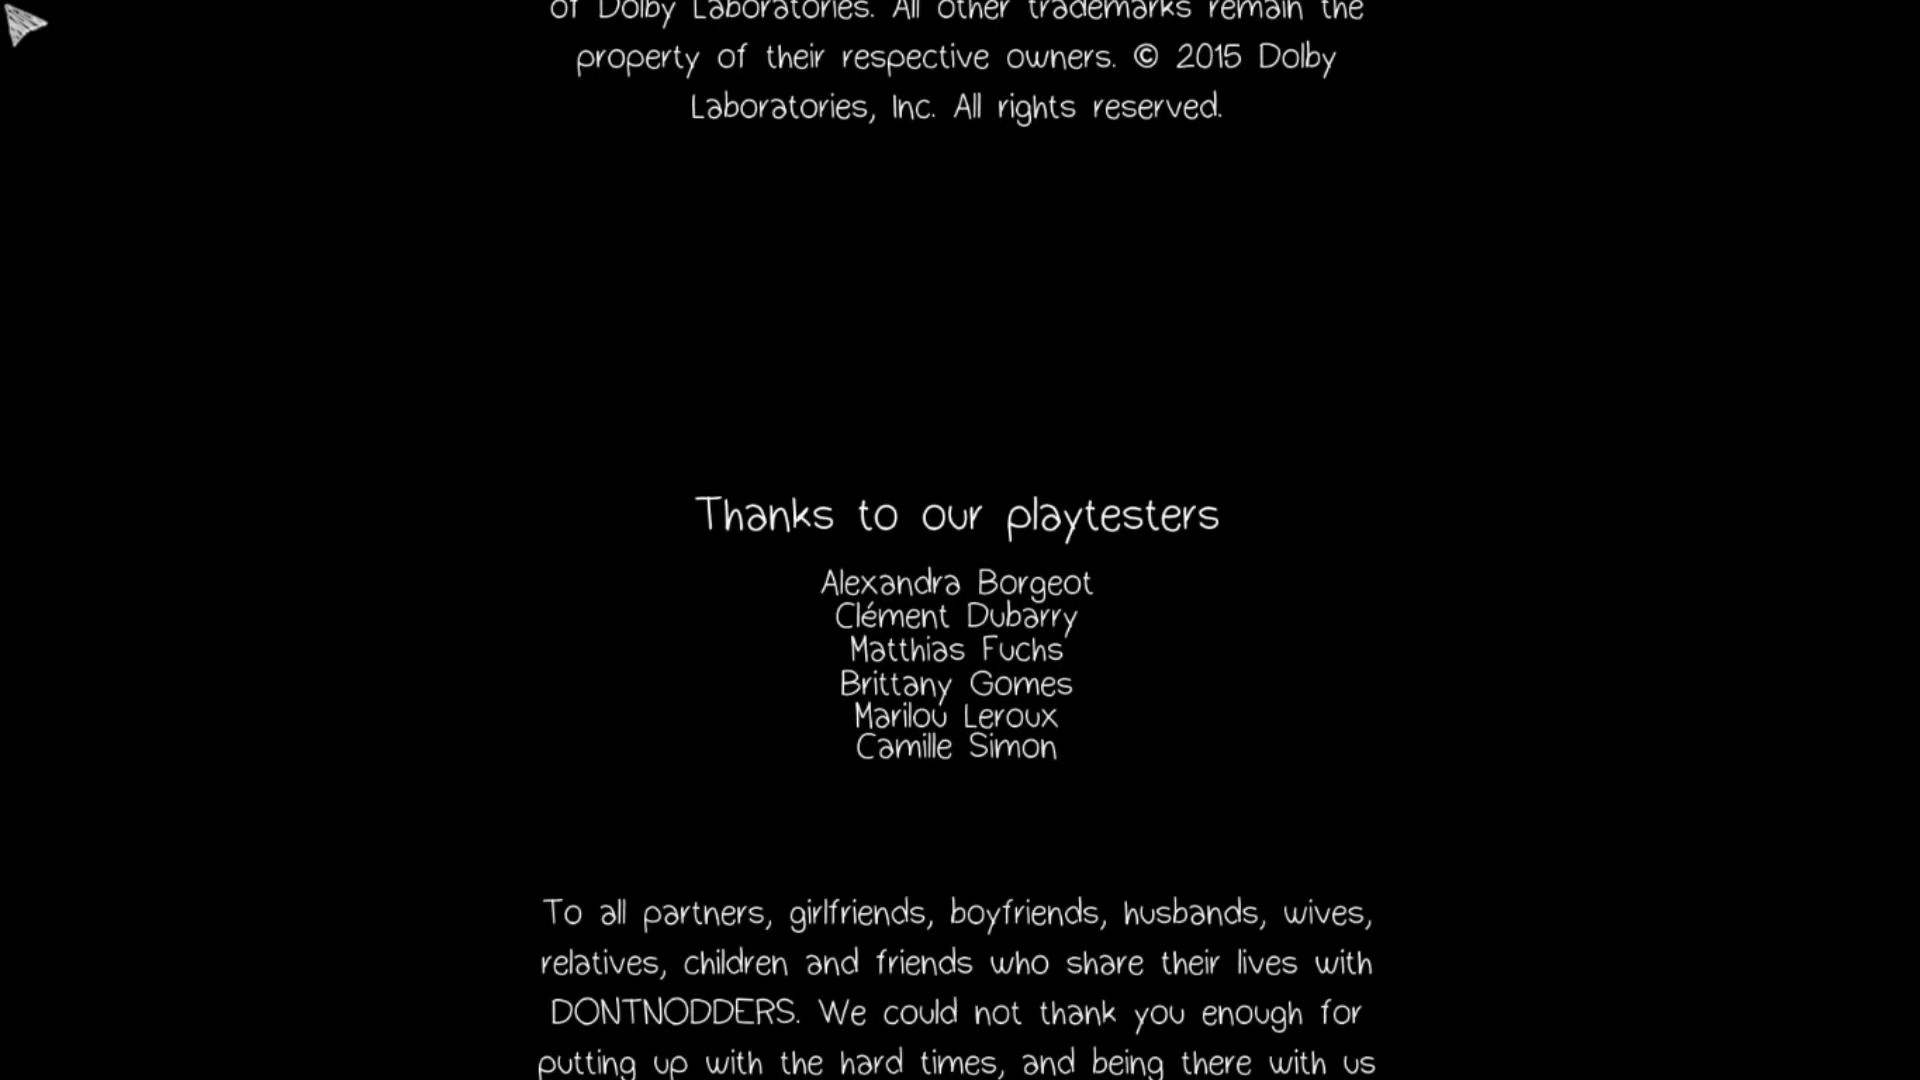 of Dolby Laboratories. All other trademarks remain the
property of their respective owners. © 2015 Dolby
Laboratories, Inc. All rights reserved.
Thanks to our playtesters
Alexandra Borgeot
Clément Dubarry
Matthias Fuchs
Brittany Gomes
Marilou Leroux
Camille Simon
To all partners, girlfriends, boyfriends, husbands, wives,
relatives, children and friends who share their lives with
DONTNODDERS. We could not thank you enough for
putting up with the hard times, and being there with us